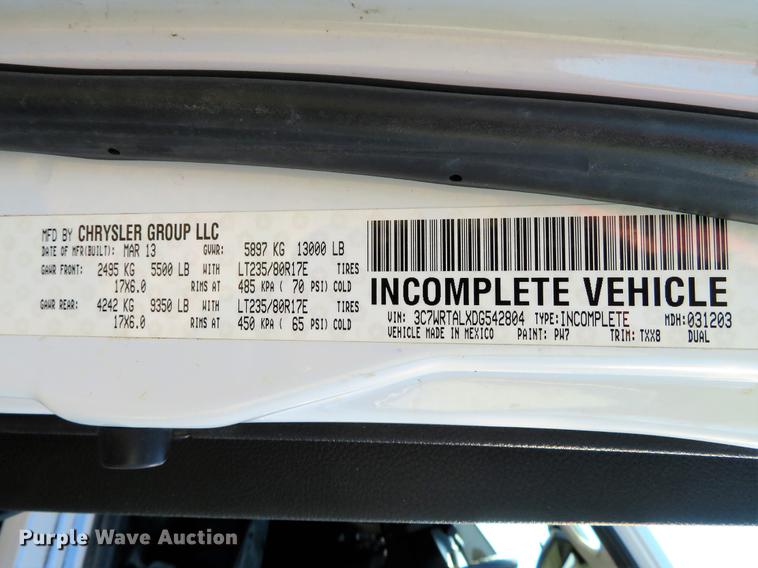 MFD BY CHRYSLER GROUP LLC
DATE OF MFR(BUILT): MAR 13 GVWR: 5897 KG 13000 LB
GAWR FRONT: 2495 KG 5500 LB WITH LT235/80R17E TIRES
17X6.0 RIMS AT 485 KPA ( 70 PSI) COLD
GAWR REAR: 4242 KG 9350 LB WITH LT235/80R17E TIRES
17X6.0 RIMS AT 450 KPA ( 65 PSI) COLD
INCOMPLETE VEHICLE
VIN: 3C7WRTALXDG542804 TYPE: INCOMPLETE MDH: 031203
VEHICLE MADE IN MEXICO PAINT: PW7 TRIM: TXX8 DUAL
Purple Wave Auction